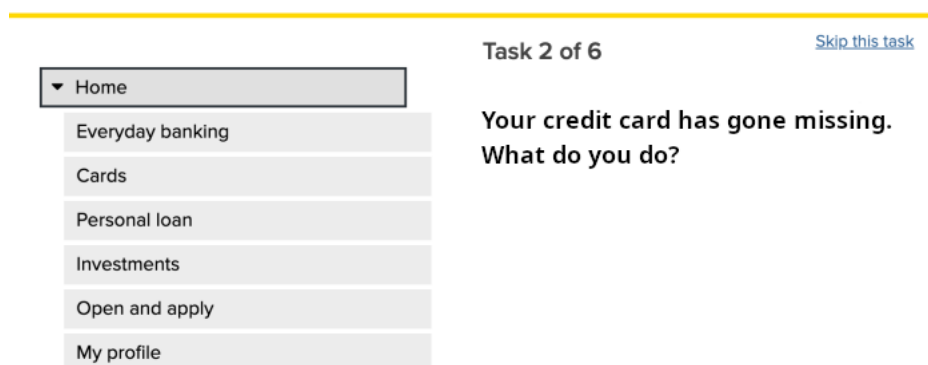 Task 2 of 6
Skip this task
Home
Everyday banking
Cards
Personal loan
Investments
Open and apply
My profile
Your credit card has gone missing.
What do you do?